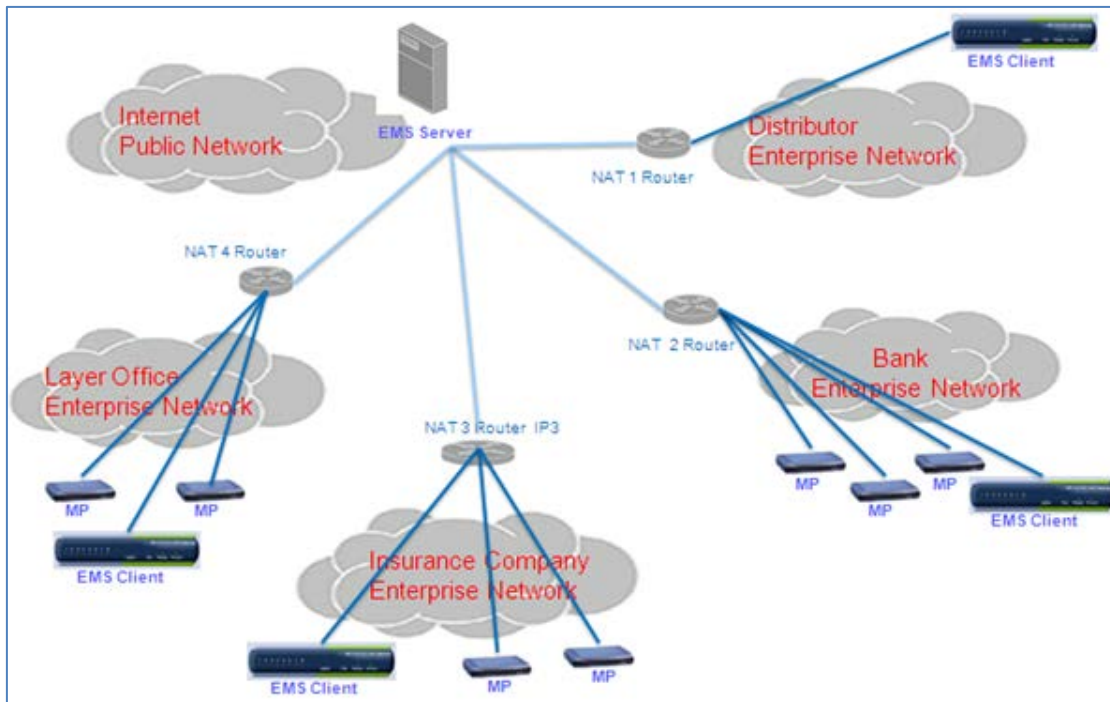 EMS Client
Internet
Public Network
EMS Server
Distributor
Enterprise Network
NAT 1 Router
NAT 4 Router
NAT 2 Router
Bank
Enterprise Network
Layer Office
Enterprise Network
NAT 3 Router IP3
MP
MP
EMS Client
MP
MP
MP
EMS Client
Insurance Company
Enterprise Network
EMS Client
MP
MP